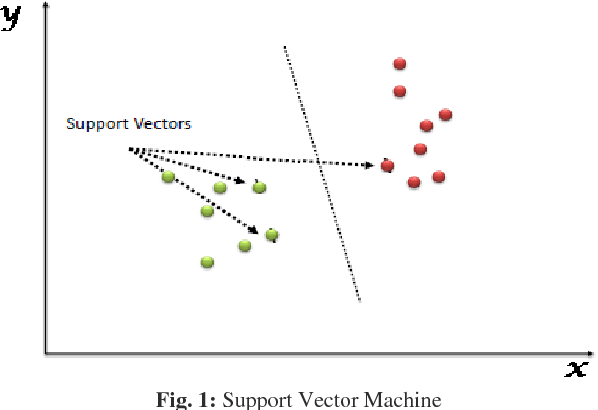 y
Support Vectors
x
Fig. 1: Support Vector Machine